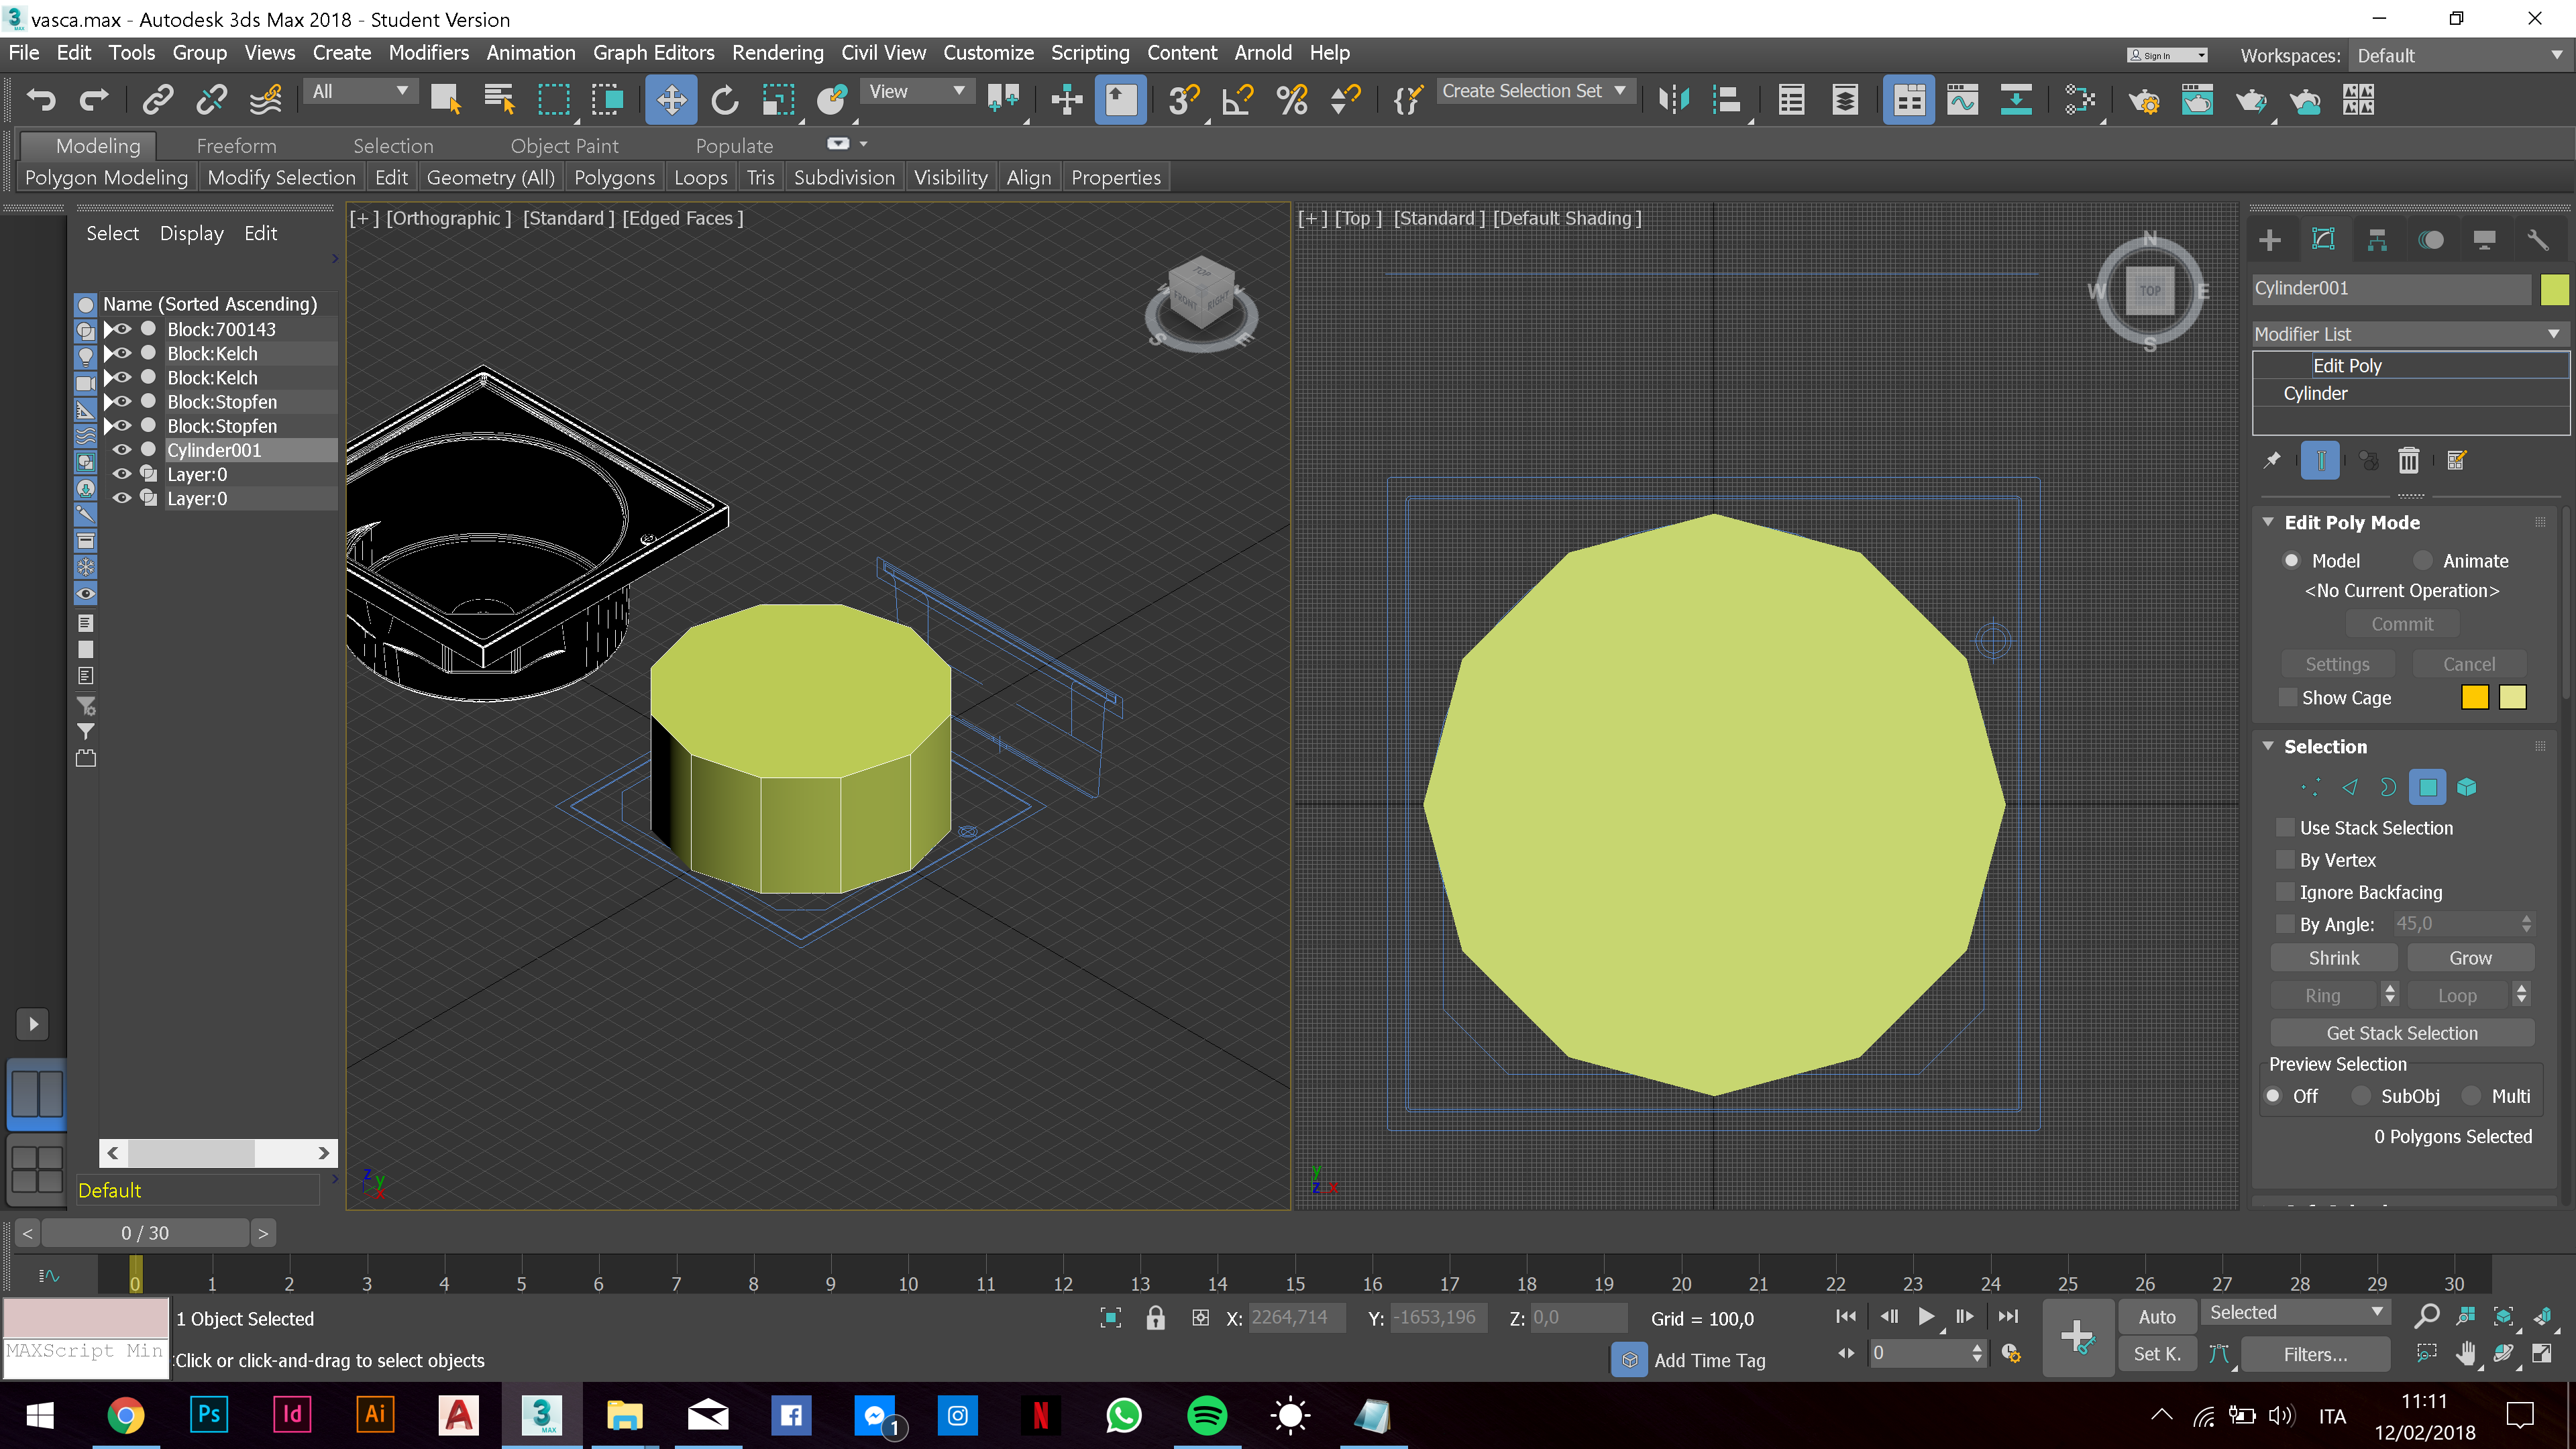 vasca.max - Autodesk 3ds Max 2018 - Student Version
File Edit Tools Group Views Create Modifiers Animation Graph Editors Rendering Civil View Customize Scripting Content Arnold Help
Sign In
Workspaces: Default
All
View
Create Selection Set
Modeling Freeform Selection Object Paint Populate
Polygon Modeling Modify Selection Edit Geometry (All) Polygons Loops Tris Subdivision Visibility Align Properties
Select Display Edit
Name (Sorted Ascending)
Block:700143
Block:Kelch
Block:Kelch
Block:Stopfen
Block:Stopfen
Cylinder001
Layer:0
Layer:0
Default
[+] [Orthographic] [Standard] [Edged Faces]
TOP
FRONT
RIGHT
S
E
z
y
x
[+] [Top] [Standard] [Default Shading]
N
W TOP E
S
y
z x
Cylinder001
Modifier List
Edit Poly
Cylinder
Edit Poly Mode
Model Animate
<No Current Operation>
Commit
Settings Cancel
Show Cage
Selection
Use Stack Selection
By Vertex
Ignore Backfacing
By Angle: 45,0
Shrink Grow
Ring Loop
Get Stack Selection
Preview Selection
Off SubObj Multi
0 Polygons Selected
< 0 / 30 >
0 1 2 3 4 5 6 7 8 9 10 11 12 13 14 15 16 17 18 19 20 21 22 23 24 25 26 27 28 29 30
1 Object Selected
X: 2264,714 Y: -1653,196 Z: 0,0 Grid = 100,0
Auto Selected
MAXScript Min
Click or click-and-drag to select objects
Add Time Tag
0
Set K. Filters...
Ps Id Ai A 3 MAX 1 N
ITA
11:11
12/02/2018